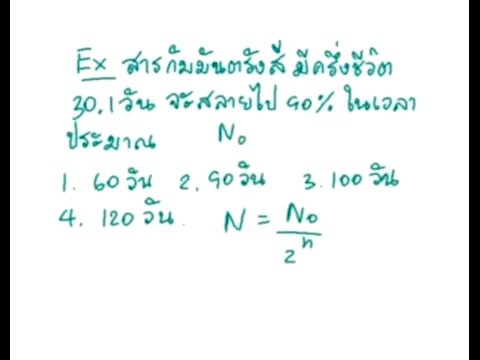 Ex สารกัมมันตรังสี มีครึ่งชีวิต
30.1 วัน จะสลายไป 90% ในเวลา
ประมาณ N₀
1. 60 วัน 2. 90 วัน 3. 100 วัน
4. 120 วัน. N = N₀ / 2ⁿ